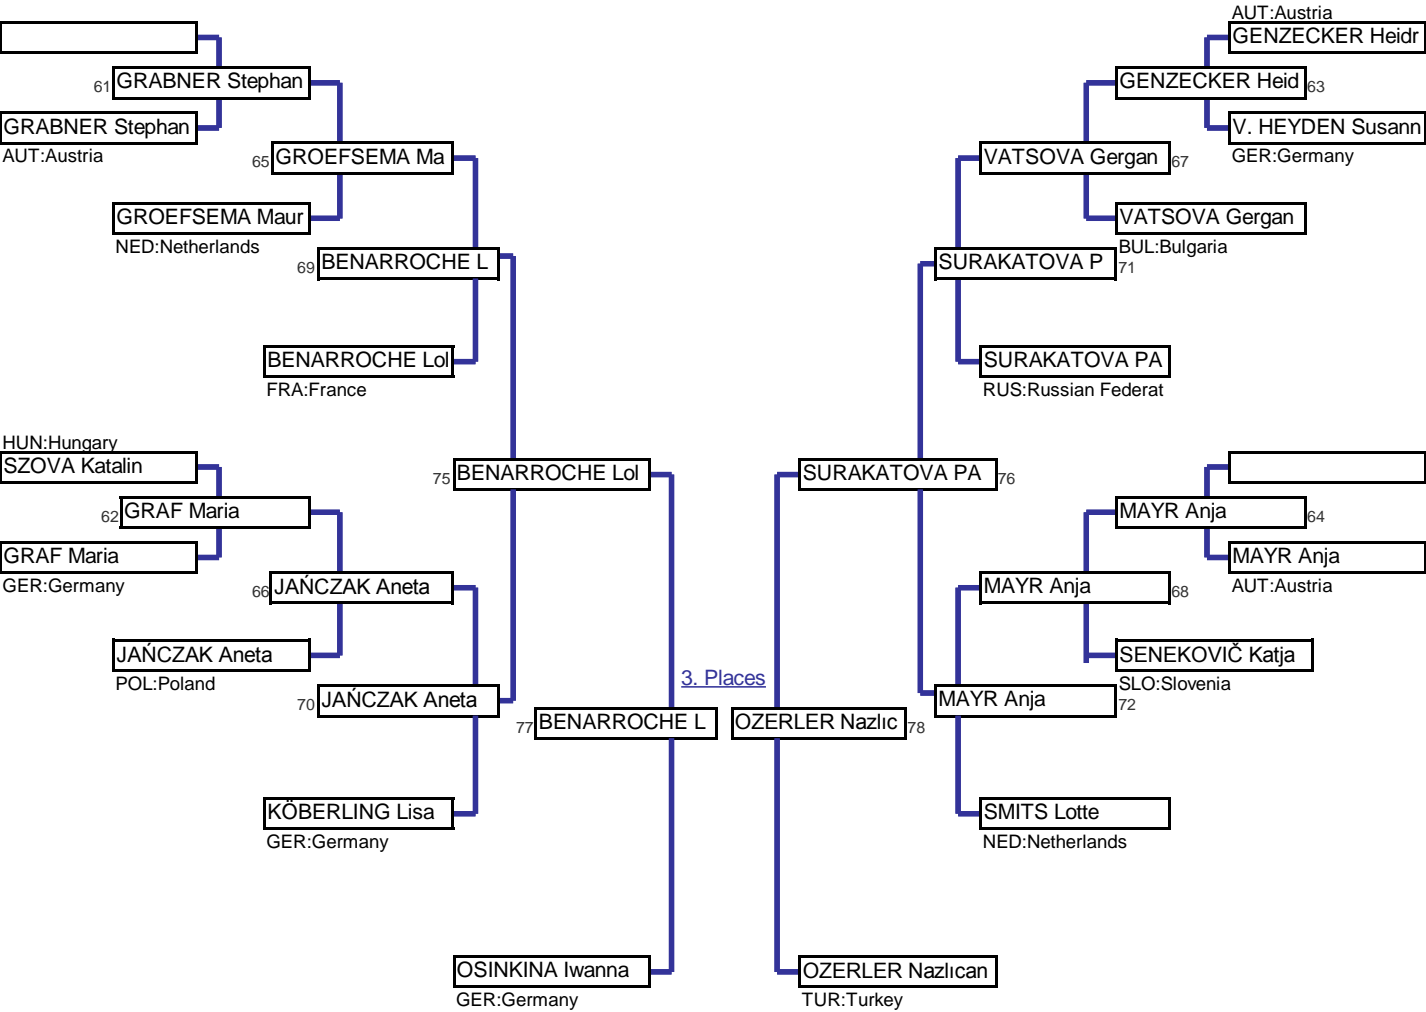 AUT:Austria
GENZECKER Heidr
61 GRABNER Stephan
GENZECKER Heid 63
GRABNER Stephan
AUT:Austria
V. HEYDEN Susann
GER:Germany
65 GROEFSEMA Ma
VATSOVA Gergan 67
GROEFSEMA Maur
NED:Netherlands
VATSOVA Gergan
BUL:Bulgaria
69 BENARROCHE L
SURAKATOVA P 71
BENARROCHE Lol
FRA:France
SURAKATOVA PA
RUS:Russian Federat
HUN:Hungary
SZOVA Katalin
75 BENARROCHE Lol
SURAKATOVA PA 76
62 GRAF Maria
MAYR Anja 64
GRAF Maria
GER:Germany
MAYR Anja
AUT:Austria
66 JAŃCZAK Aneta
MAYR Anja 68
JAŃCZAK Aneta
POL:Poland
SENEKOVIČ Katja
SLO:Slovenia
3. Places
70 JAŃCZAK Aneta
MAYR Anja 72
77 BENARROCHE L
OZERLER Nazlıc 78
KÖBERLING Lisa
GER:Germany
SMITS Lotte
NED:Netherlands
OSINKINA Iwanna
GER:Germany
OZERLER Nazlıcan
TUR:Turkey